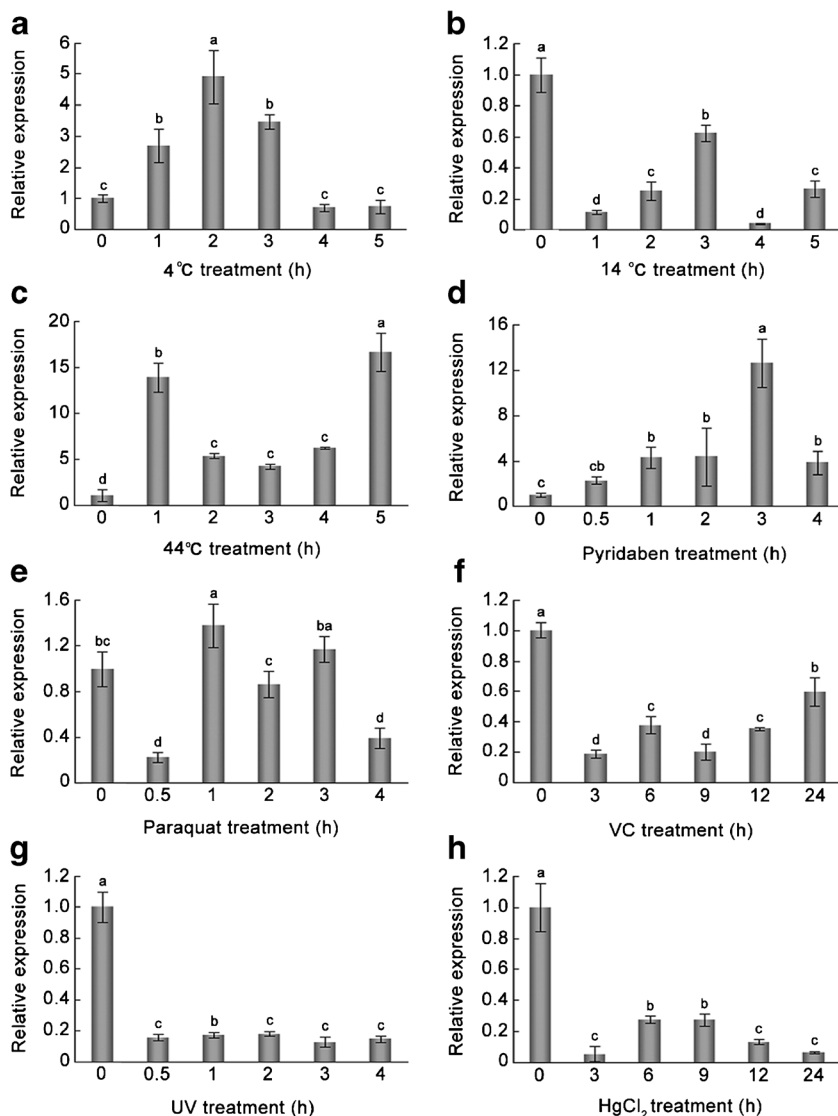 a
Relative expression
6
5
4
3
2
1
0
c
b
a
b
c
c
0 1 2 3 4 5
4℃ treatment (h)
b
Relative expression
1.2
1.0
0.8
0.6
0.4
0.2
0
a
d
c
b
d
c
0 1 2 3 4 5
14 ℃ treatment (h)
c
Relative expression
20
15
10
5
0
d
b
c
c
c
a
0 1 2 3 4 5
44℃ treatment (h)
d
Relative expression
16
12
8
4
0
c
cb
b
b
a
b
0 0.5 1 2 3 4
Pyridaben treatment (h)
e
Relative expression
1.6
1.2
0.8
0.4
0
bc
d
a
c
ba
d
0 0.5 1 2 3 4
Paraquat treatment (h)
f
Relative expression
1.2
1.0
0.8
0.6
0.4
0.2
0
a
d
c
d
c
b
0 3 6 9 12 24
VC treatment (h)
g
Relative expression
1.2
1.0
0.8
0.6
0.4
0.2
0
a
c
b
c
c
c
0 0.5 1 2 3 4
UV treatment (h)
h
Relative expression
1.2
1.0
0.8
0.6
0.4
0.2
0
a
c
b
b
c
c
0 3 6 9 12 24
HgCl₂ treatment (h)